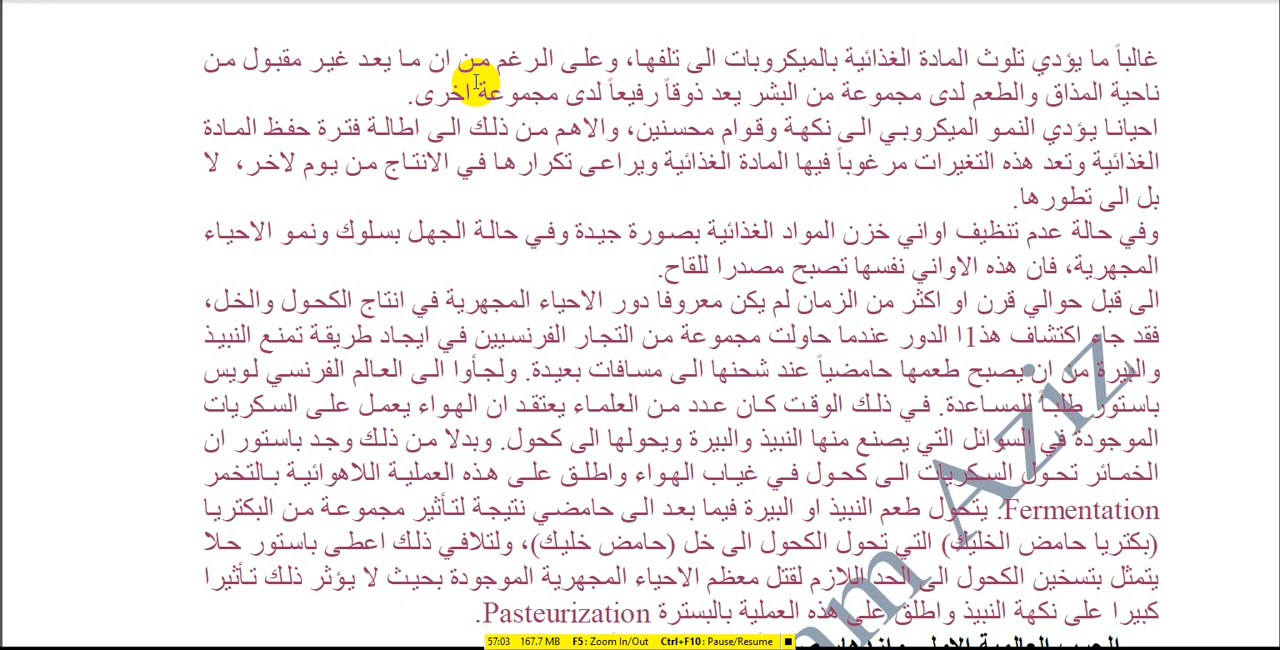 غالباً ما يؤدي تلوث المادة الغذائية بالميكروبات الى تلفها، وعلى الرغم من ان ما يعد غير مقبول من
ناحية المذاق والطعم لدى مجموعة من البشر يعد ذوقاً رفيعاً لدى مجموعة اخرى.
احيانا يؤدي النمو الميكروبي الى نكهة وقوام محسنين، والاهم من ذلك الى اطالة فترة حفظ المادة
الغذائية وتعد هذه التغيرات مرغوباً فيها المادة الغذائية ويراعى تكرارها في الانتاج من يوم لاخر، لا
بل الى تطورها.
وفي حالة عدم تنظيف اواني خزن المواد الغذائية بصورة جيدة وفي حالة الجهل بسلوك ونمو الاحياء
المجهرية، فان هذه الاواني نفسها تصبح مصدرا للقاح.
الى قبل حوالي قرن او اكثر من الزمان لم يكن معروفا دور الاحياء المجهرية في انتاج الكحول والخل،
فقد جاء اكتشاف هذ1ا الدور عندما حاولت مجموعة من التجار الفرنسيين في ايجاد طريقة تمنع النبيذ
والبيرة من ان يصبح طعمها حامضياً عند شحنها الى مسافات بعيدة. ولجأوا الى العالم الفرنسي لويس
باستور طلباً للمساعدة. في ذلك الوقت كان عدد من العلماء يعتقد ان الهواء يعمل على السكريات
الموجودة في السوائل التي يصنع منها النبيذ والبيرة ويحولها الى كحول. وبدلا من ذلك وجد باستور ان
الخمائر تحول السكريات الى كحول في غياب الهواء واطلق على هذه العملية اللاهوائية بالتخمر
Fermentation. يتحول طعم النبيذ او البيرة فيما بعد الى حامضي نتيجة لتأثير مجموعة من البكتريا
(بكتريا حامض الخليك) التي تحول الكحول الى خل (حامض خليك)، ولتلافي ذلك اعطى باستور حلا
يتمثل بتسخين الكحول الى الحد اللازم لقتل معظم الاحياء المجهرية الموجودة بحيث لا يؤثر ذلك تأثيرا
كبيرا على نكهة النبيذ واطلق على هذه العملية بالبسترة Pasteurization.
am Aziz
57:03 167.7 MB F5: Zoom In/Out Ctrl+F10: Pause/Resume